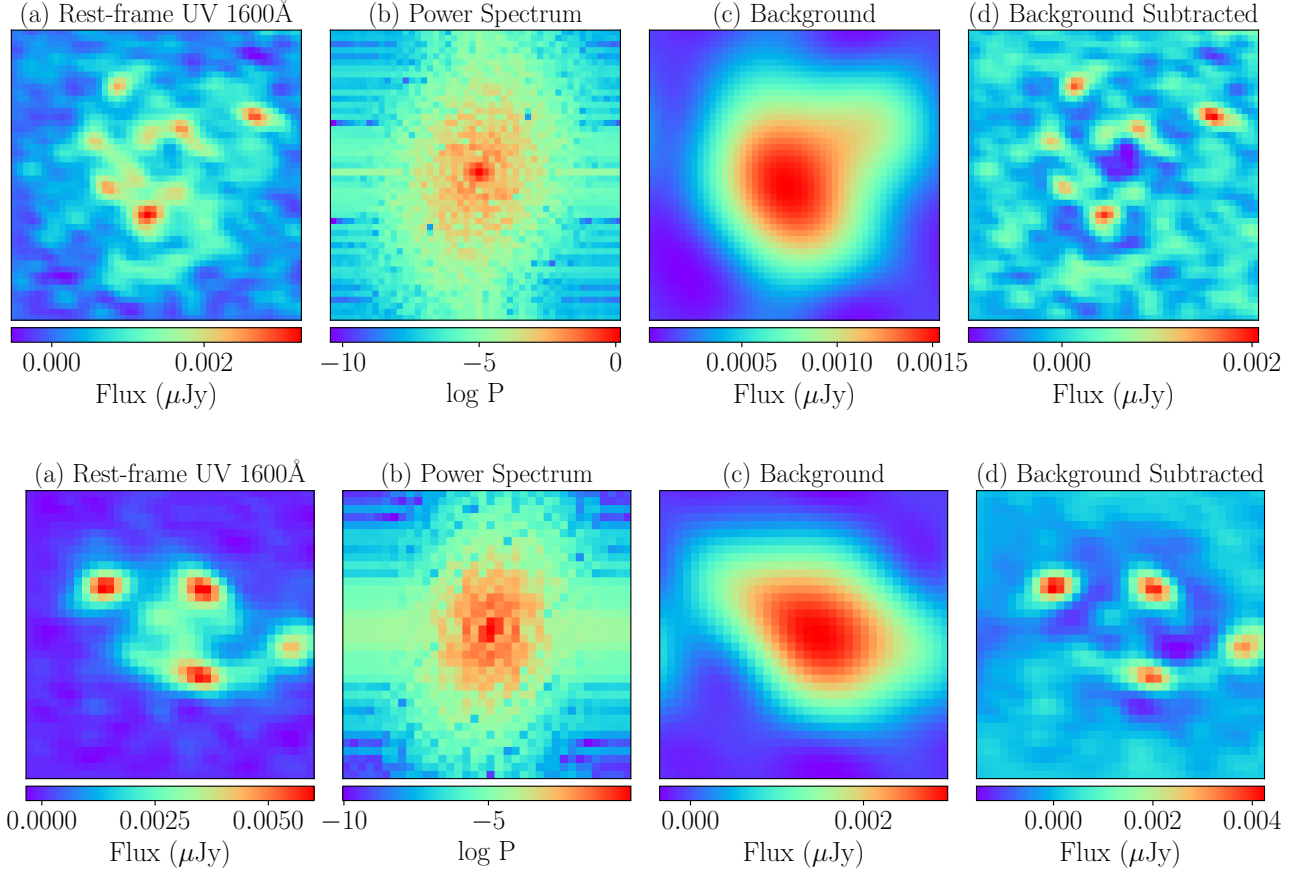 (a) Rest-frame UV 1600Å
(b) Power Spectrum
(c) Background
(d) Background Subtracted
0.000 0.002
−10 −5 0
0.0005 0.0010 0.0015
0.000 0.002
Flux (μJy)
log P
Flux (μJy)
Flux (μJy)
(a) Rest-frame UV 1600Å
(b) Power Spectrum
(c) Background
(d) Background Subtracted
0.0000 0.0025 0.0050
−10 −5
0.000 0.002
0.000 0.002 0.004
Flux (μJy)
log P
Flux (μJy)
Flux (μJy)